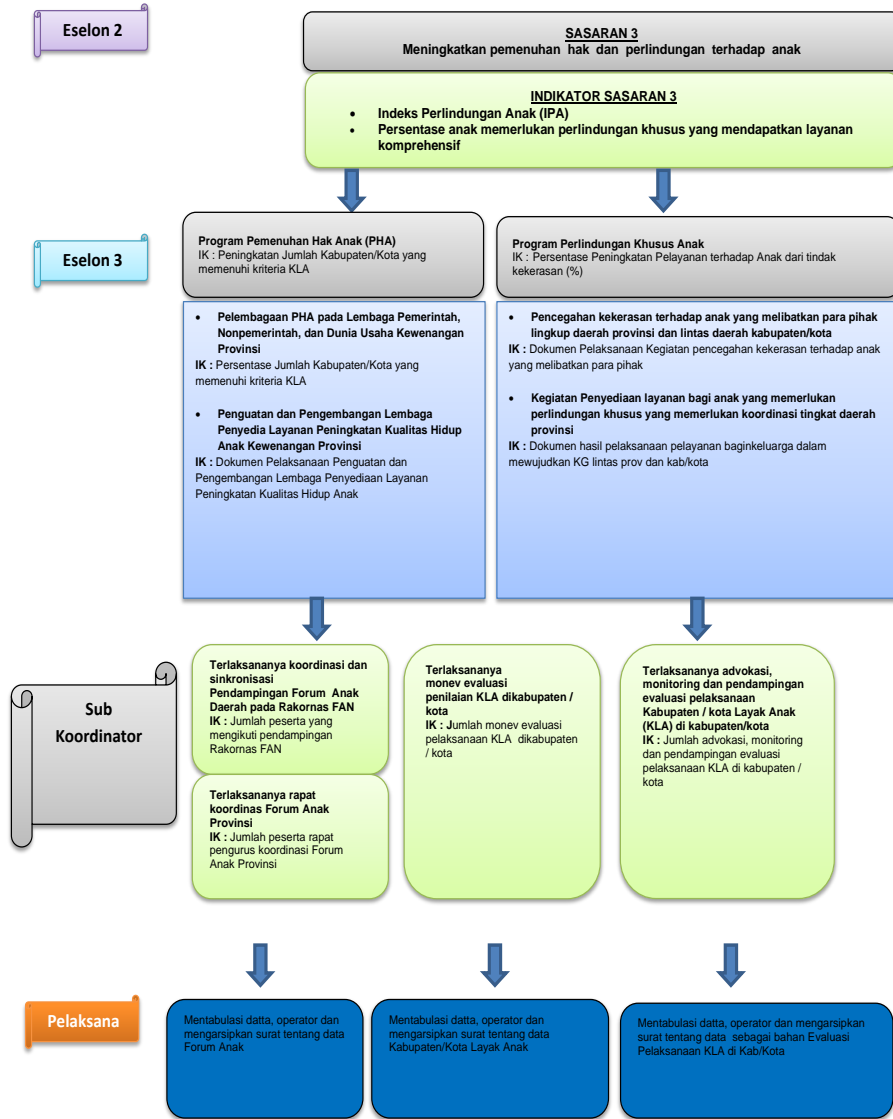 Eselon 2
SASARAN 3
Meningkatkan pemenuhan hak dan perlindungan terhadap anak
INDIKATOR SASARAN 3
• Indeks Perlindungan Anak (IPA)
• Persentase anak memerlukan perlindungan khusus yang mendapatkan layanan
komprehensif
Eselon 3
Program Pemenuhan Hak Anak (PHA)
IK : Peningkatan Jumlah Kabupaten/Kota yang
memenuhi kriteria KLA
Program Perlindungan Khusus Anak
IK : Persentase Peningkatan Pelayanan terhadap Anak dari tindak
kekerasan (%)
• Pelembagaan PHA pada Lembaga Pemerintah,
Nonpemerintah, dan Dunia Usaha Kewenangan
Provinsi
IK : Persentase Jumlah Kabupaten/Kota yang
memenuhi kriteria KLA
• Penguatan dan Pengembangan Lembaga
Penyedia Layanan Peningkatan Kualitas Hidup
Anak Kewenangan Provinsi
IK : Dokumen Pelaksanaan Penguatan dan
Pengembangan Lembaga Penyediaan Layanan
Peningkatan Kualitas Hidup Anak
• Pencegahan kekerasan terhadap anak yang melibatkan para pihak
lingkup daerah provinsi dan lintas daerah kabupaten/kota
IK : Dokumen Pelaksanaan Kegiatan pencegahan kekerasan terhadap anak
yang melibatkan para pihak
• Kegiatan Penyediaan layanan bagi anak yang memerlukan
perlindungan khusus yang memerlukan koordinasi tingkat daerah
provinsi
IK : Dokumen hasil pelaksanaan pelayanan baginkeluarga dalam
mewujudkan KG lintas prov dan kab/kota
Sub
Koordinator
Terlaksananya koordinasi dan
sinkronisasi
Pendampingan Forum Anak
Daerah pada Rakornas FAN
IK : Jumlah peserta yang
mengikuti pendampingan
Rakornas FAN
Terlaksananya rapat
koordinas Forum Anak
Provinsi
IK : Jumlah peserta rapat
pengurus koordinasi Forum
Anak Provinsi
Terlaksananya
monev evaluasi
penilaian KLA dikabupaten /
kota
IK : Jumlah monev evaluasi
pelaksanaan KLA dikabupaten
/ kota
Terlaksananya advokasi,
monitoring dan pendampingan
evaluasi pelaksanaan
Kabupaten / kota Layak Anak
(KLA) di kabupaten/kota
IK : Jumlah advokasi, monitoring
dan pendampingan evaluasi
pelaksanaan KLA di kabupaten /
kota
Pelaksana
Mentabulasi datta, operator dan
mengarsipkan surat tentang data
Forum Anak
Mentabulasi datta, operator dan
mengarsipkan surat tentang data
Kabupaten/Kota Layak Anak
Mentabulasi datta, operator dan mengarsipkan
surat tentang data sebagai bahan Evaluasi
Pelaksanaan KLA di Kab/Kota